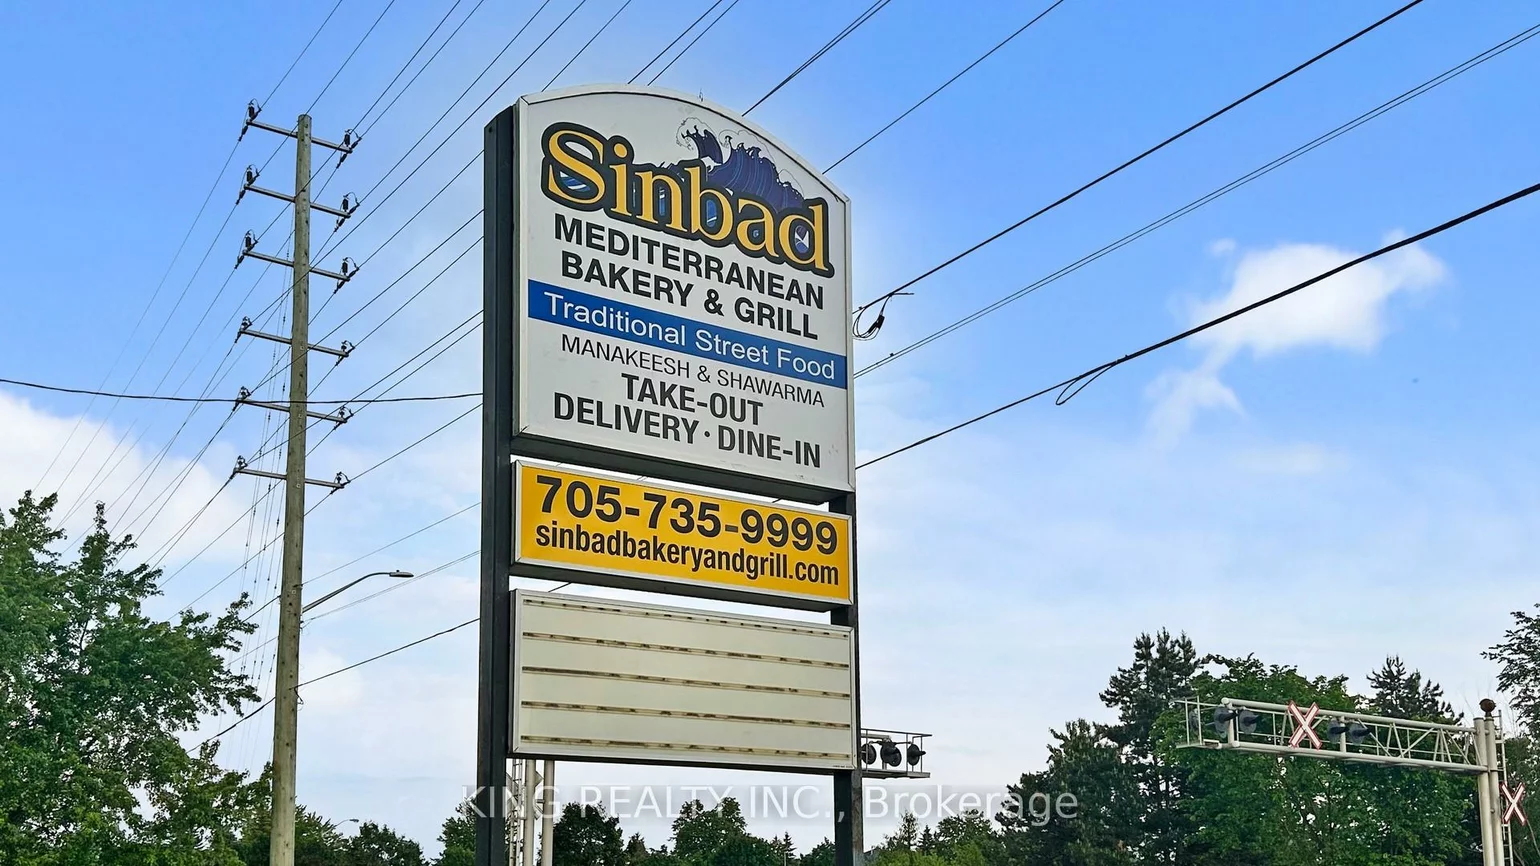 Sinbad
MEDITERRANEAN
BAKERY & GRILL
Traditional Street Food
MANAKEESH & SHAWARMA
TAKE-OUT
DELIVERY · DINE-IN
705-735-9999
sinbadbakeryandgrill.com
KING REALTY INC., Brokerage